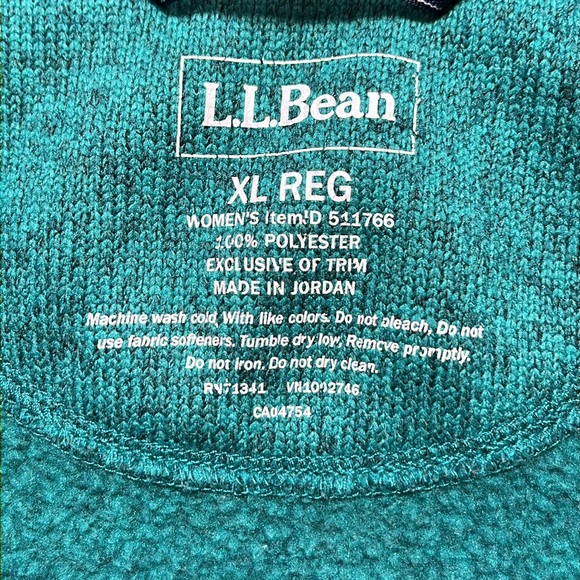 L.L.Bean
XL REG
WOMEN'S Item ID 511766
100% POLYESTER
EXCLUSIVE OF TRIM
MADE IN JORDAN
Machine wash cold, With like colors. Do not bleach, Do not
use fabric softeners. Tumble dry low, Remove promptly.
Do not iron. Do not dry clean.
RN71341 VN1002746
CA04754